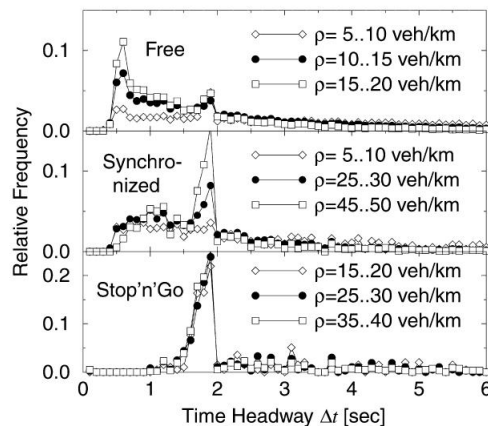 Relative Frequency
0.1
0.0
Free
ρ= 5..10 veh/km
ρ=10..15 veh/km
ρ=15..20 veh/km
0.1
0.0
Synchro-
nized
ρ= 5..10 veh/km
ρ=25..30 veh/km
ρ=45..50 veh/km
0.2
0.1
0.0
Stop'n'Go
ρ=15..20 veh/km
ρ=25..30 veh/km
ρ=35..40 veh/km
0 1 2 3 4 5 6
Time Headway Δt [sec]